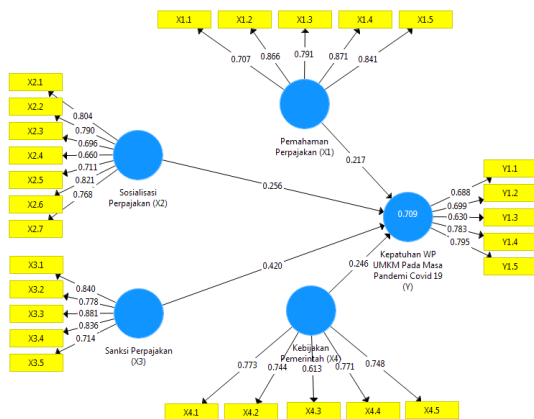 X1.1 X1.2 X1.3 X1.4 X1.5
0.707 0.866 0.791 0.871 0.841
Pemahaman
Perpajakan (X1)
0.217
X2.1
X2.2
X2.3
X2.4
X2.5
X2.6
X2.7
0.804
0.790
0.696
0.660
0.711
0.821
0.768
Sosialisasi
Perpajakan (X2)
0.256
Y1.1
Y1.2
Y1.3
Y1.4
Y1.5
0.688
0.699
0.630
0.783
0.795
0.709
Kepatuhan WP
UMKM Pada Masa
Pandemi Covid 19
(Y)
X3.1
X3.2
X3.3
X3.4
X3.5
0.840
0.778
0.881
0.836
0.714
Sanksi Perpajakan
(X3)
0.420
0.246
Kebijakan
Pemerintah (X4)
0.773 0.744 0.613 0.771 0.748
X4.1 X4.2 X4.3 X4.4 X4.5